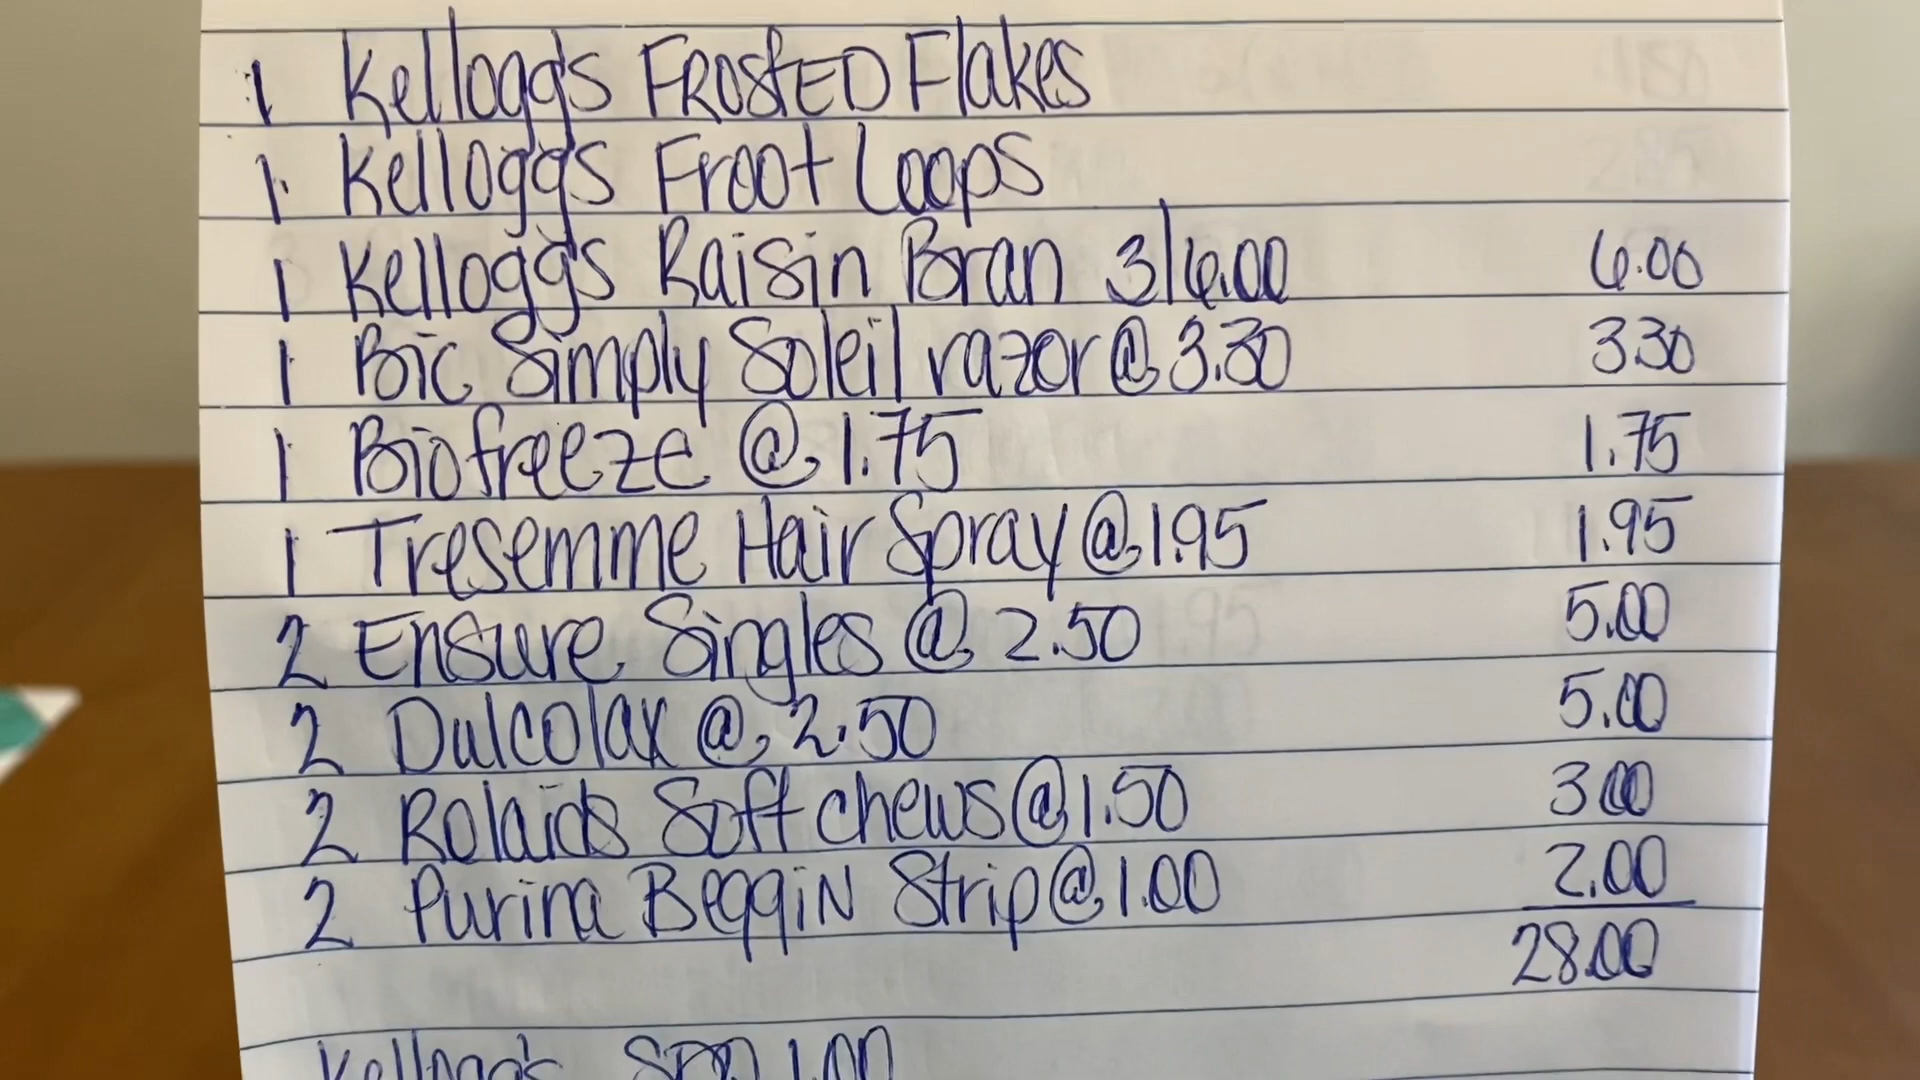 1 Kellogg's FROSTED Flakes
1 Kellogg's Froot Loops
1 Kellogg's Raisin Bran 3/6.00 6.00
1 Bic Simply Soleil razor @ 3.30 3.30
1 Biofreeze @ 1.75 1.75
1 Tresemme Hair Spray @ 1.95 1.95
2 Ensure Singles @ 2.50 5.00
2 Dulcolax @ 2.50 5.00
2 Rolaids Soft chews @ 1.50 3.00
2 Purina Beggin Strip @ 1.00 2.00
28.00
Kellogg's 1.00